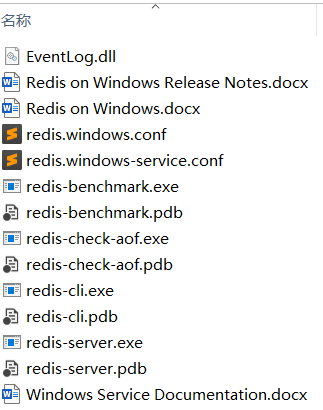 名称
EventLog.dll
Redis on Windows Release Notes.docx
Redis on Windows.docx
redis.windows.conf
redis.windows-service.conf
redis-benchmark.exe
redis-benchmark.pdb
redis-check-aof.exe
redis-check-aof.pdb
redis-cli.exe
redis-cli.pdb
redis-server.exe
redis-server.pdb
Windows Service Documentation.docx